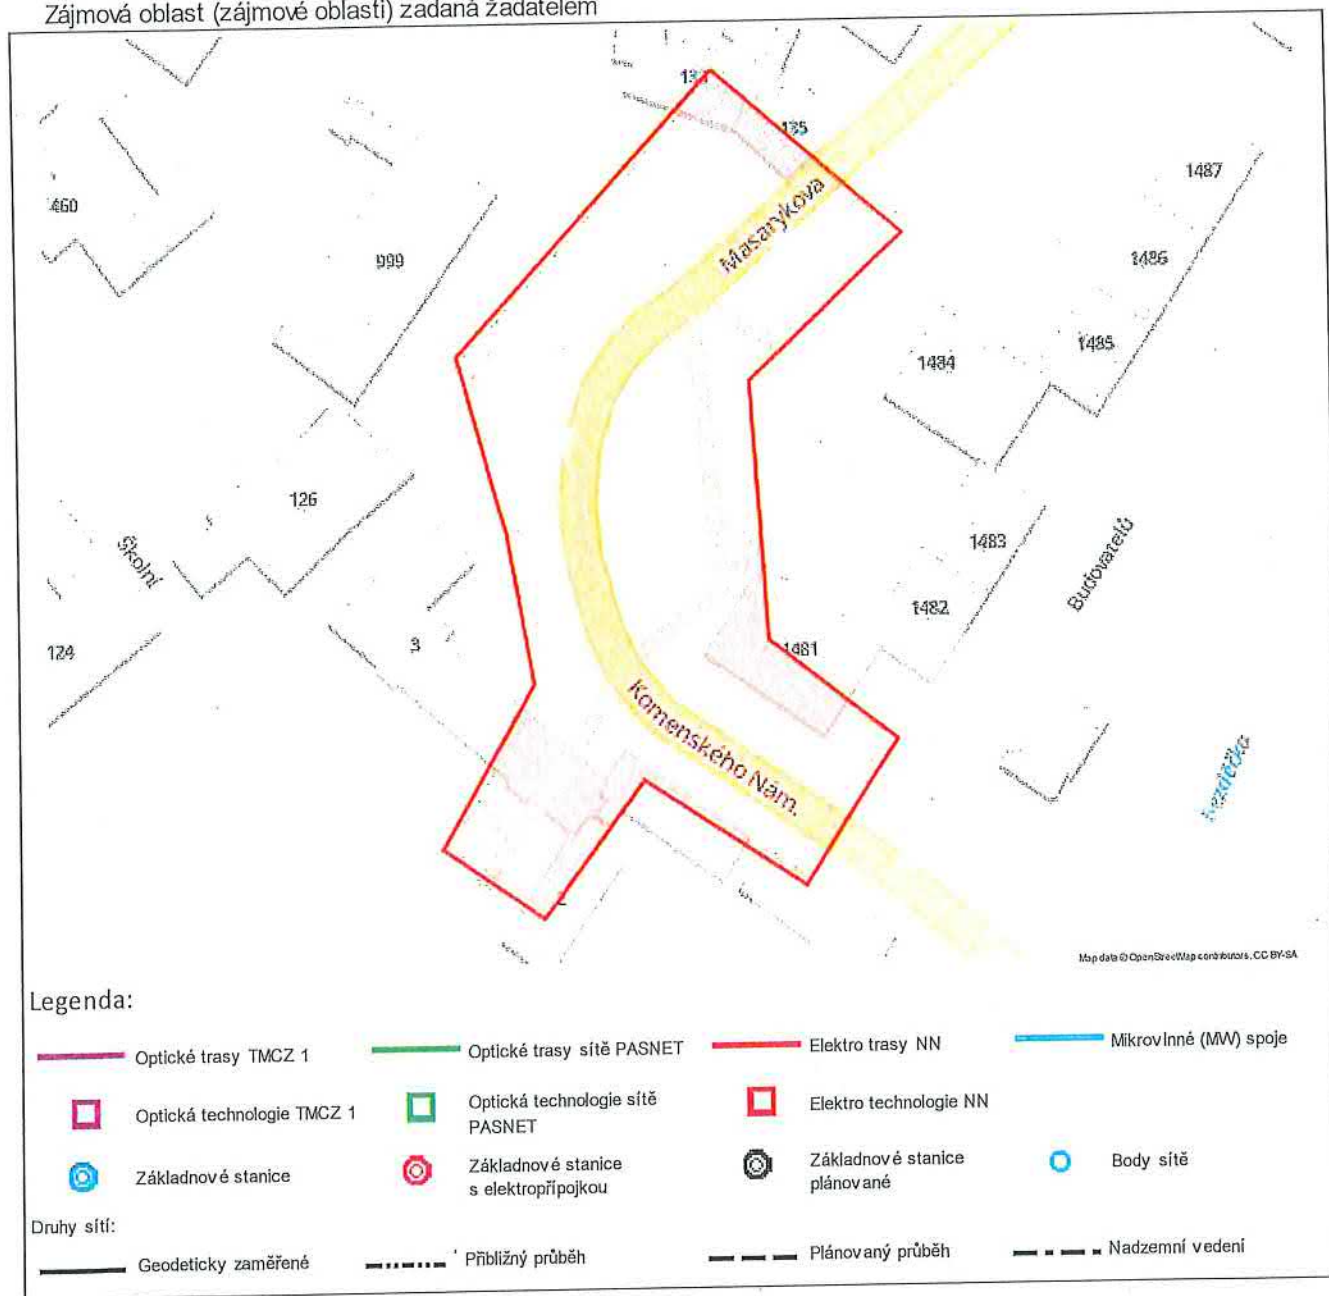 Zájmová oblast (zájmové oblasti) zadaná žadatelem
135
1487
460
Masarykova
1486
999
1485
1484
126
1483
Školní
Budovatelů
1482
3
1481
124
Komenského Nám.
Map data © OpenStreetMap contributors, CC BY-SA
Legenda:
Optické trasy TMCZ 1
Optické trasy sítě PASNET
Elektro trasy NN
Mikrovlnné (MW) spoje
Optická technologie TMCZ 1
Optická technologie sítě
PASNET
Elektro technologie NN
Základnové stanice
Základnové stanice
s elektropřípojkou
Základnové stanice
plánované
Body sítě
Druhy sítí:
Geodeticky zaměřené
Přibližný průběh
Plánovaný průběh
Nadzemní vedení